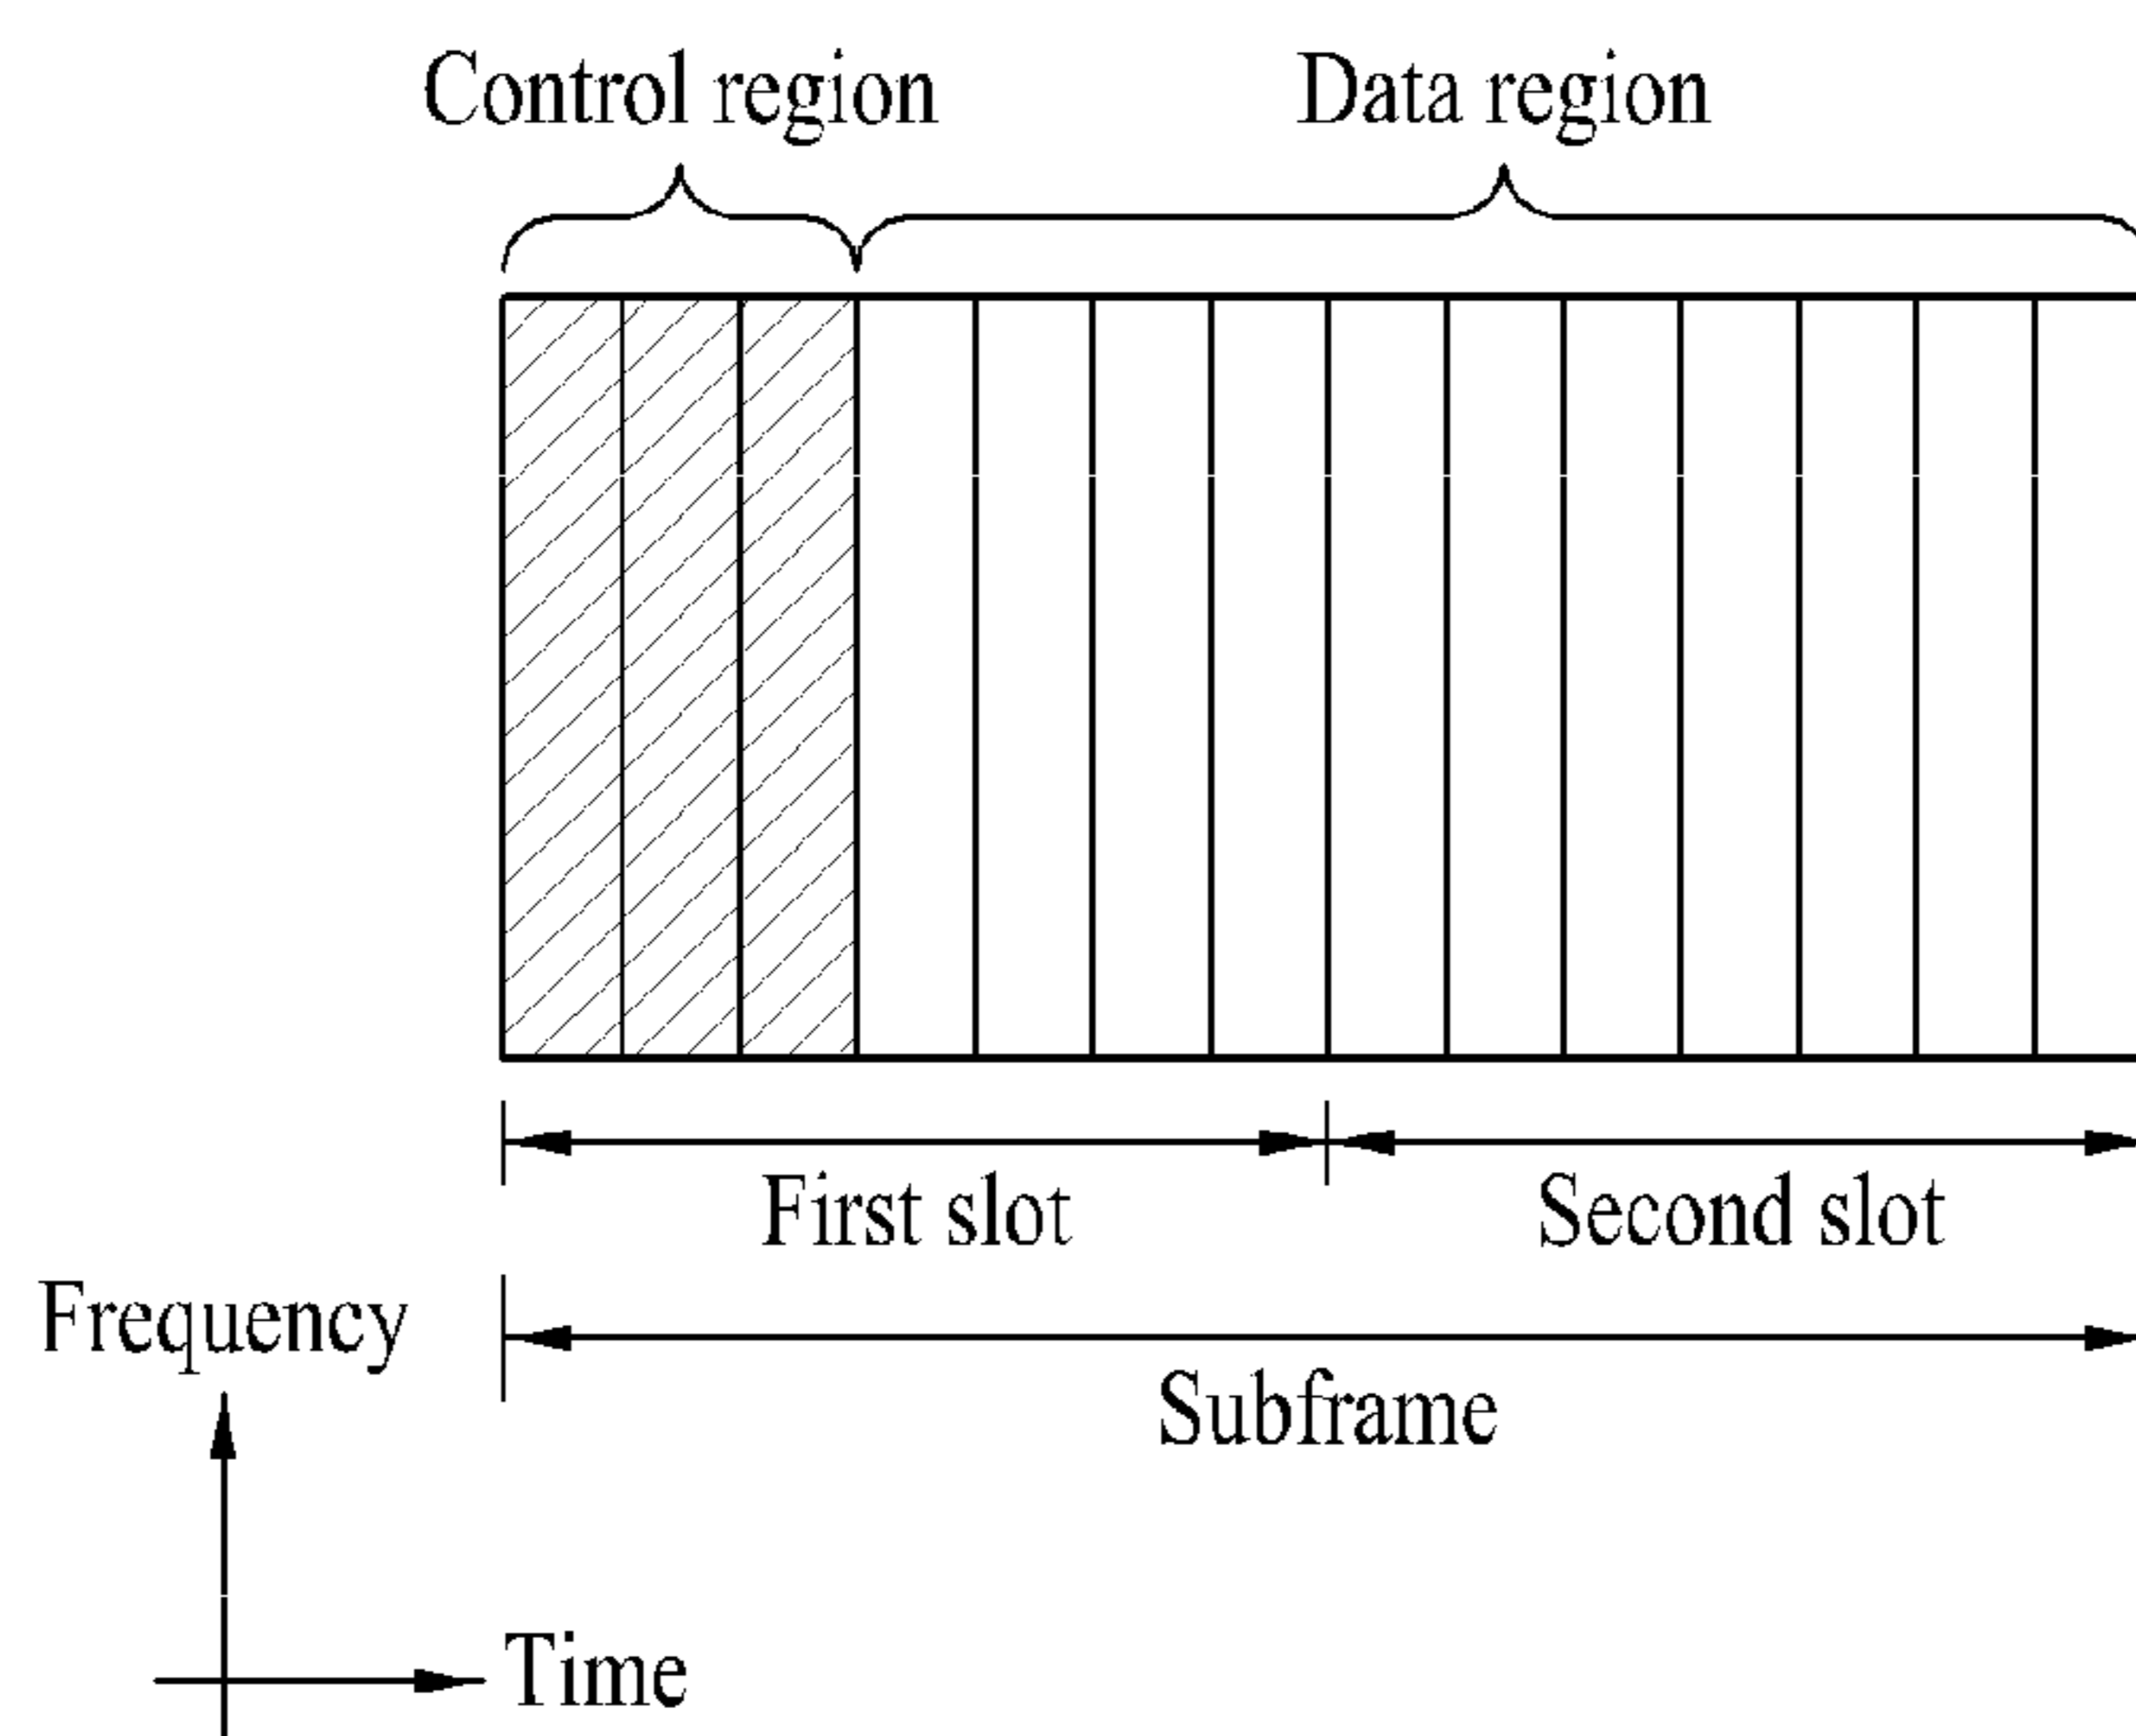 Control region
Data region
First slot
Second slot
Frequency
Subframe
Time